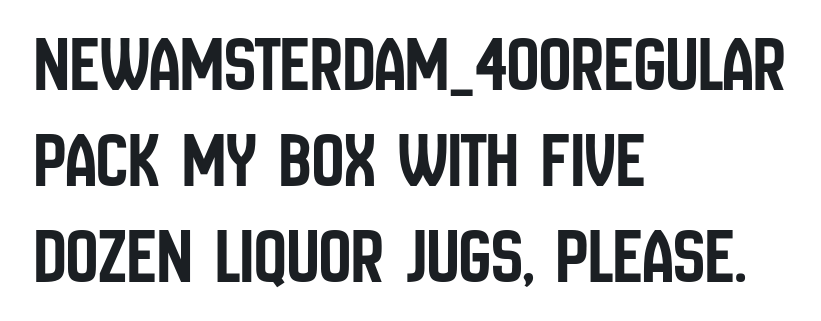 NEWAMSTERDAM_400REGULAR
PACK MY BOX WITH FIVE
DOZEN LIQUOR JUGS, PLEASE.